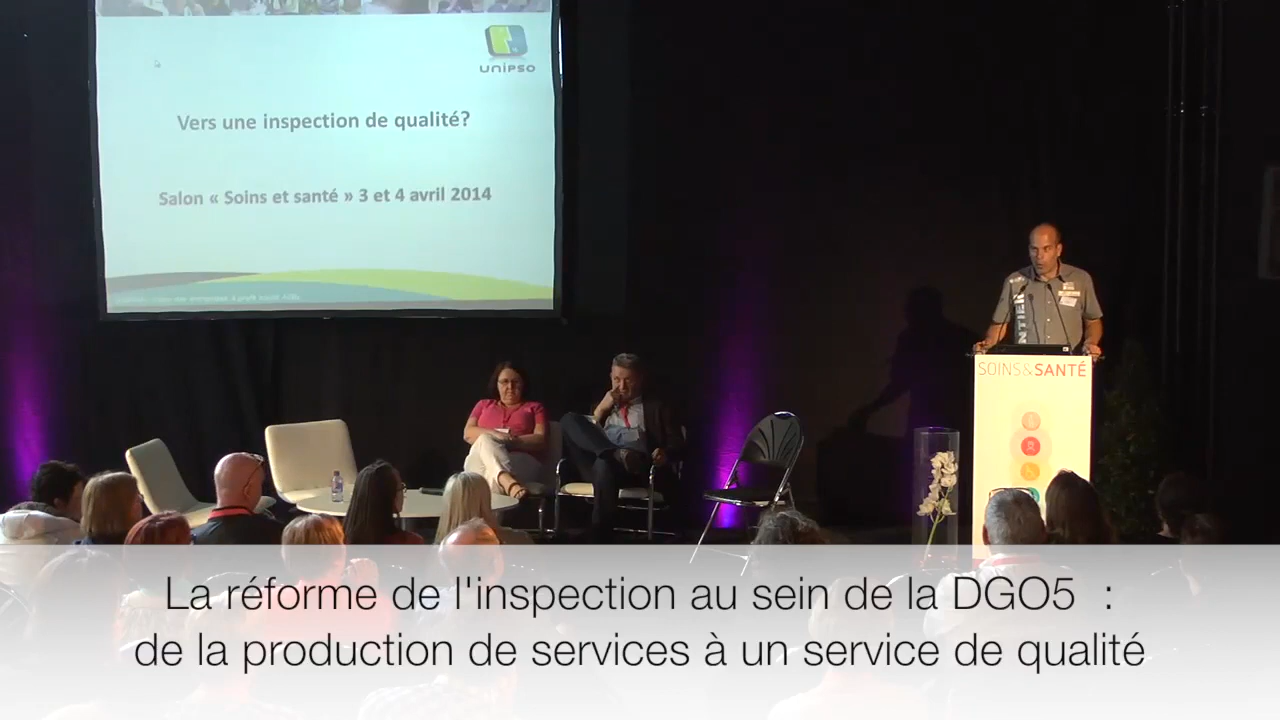 UNIPSO
Vers une inspection de qualité?
Salon « Soins et santé » 3 et 4 avril 2014
SOINS&SANTÉ
La réforme de l'inspection au sein de la DGO5 :
de la production de services à un service de qualité